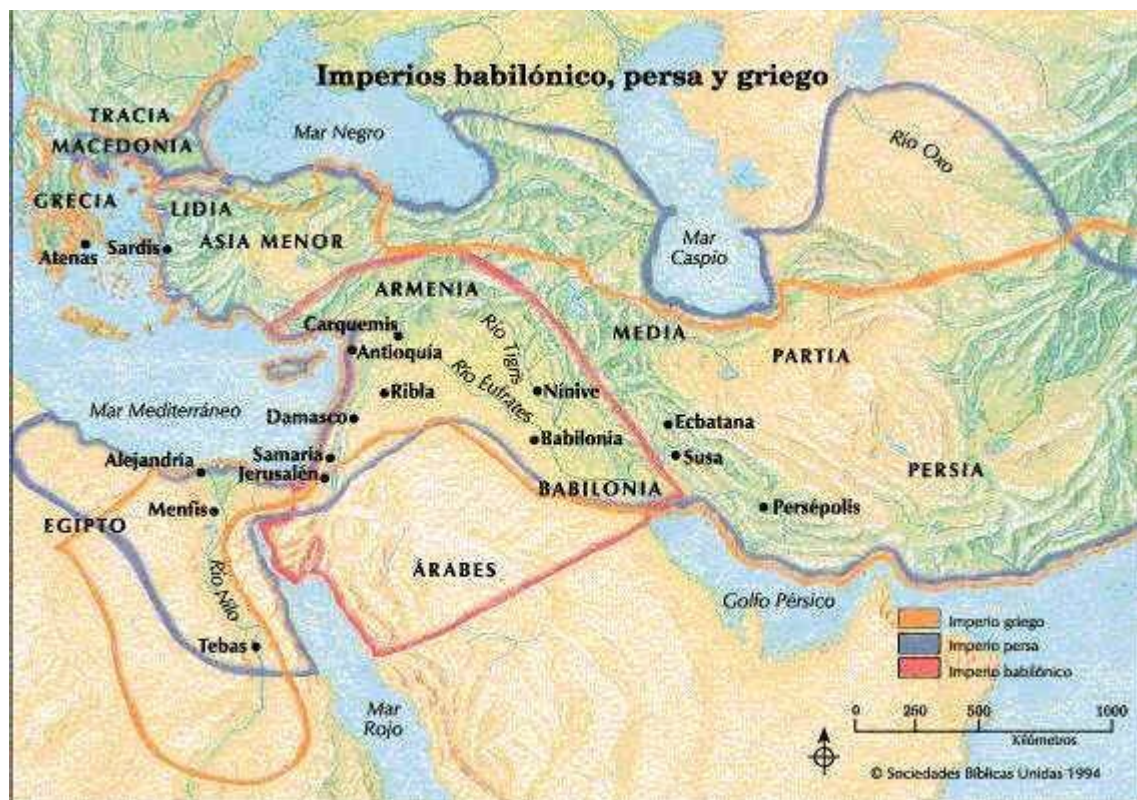 Imperios babilónico, persa y griego
TRACIA
MACEDONIA
Mar Negro
Río Oxo
GRECIA
LIDIA
ASIA MENOR
Atenas
Sardis
Mar
Caspio
ARMENIA
Carquemis
Antioquía
Río Tigris
MEDIA
PARTIA
Río Éufrates
Ribla
Nínive
Mar Mediterráneo
Damasco
Ecbatana
Babilonia
Samaria
Susa
Alejandría
Jerusalén
PERSIA
BABILONIA
Menfis
EGIPTO
Persépolis
ÁRABES
Río Nilo
Golfo Pérsico
Tebas
Imperio griego
Imperio persa
Imperio babilónico
Mar
Rojo
0 250 500 1000
Kilómetros
© Sociedades Bíblicas Unidas 1994